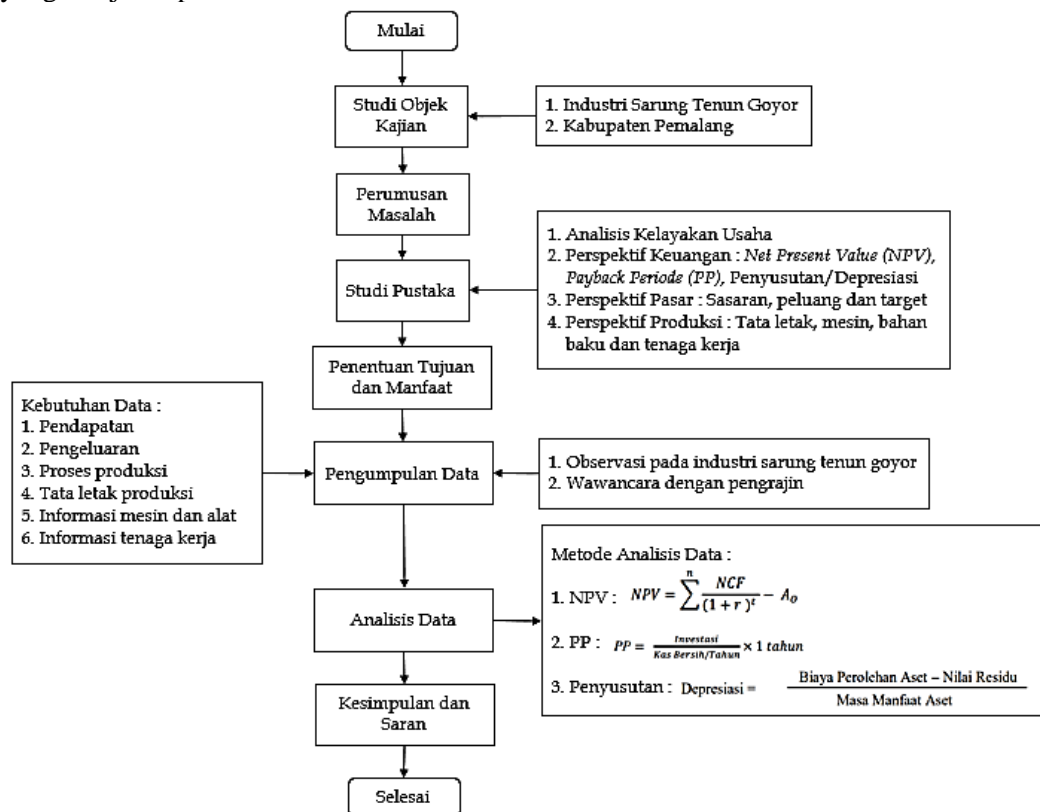 Mulai
Studi Objek
Kajian
1. Industri Sarung Tenun Goyor
2. Kabupaten Pemalang
Perumusan
Masalah
Studi Pustaka
1. Analisis Kelayakan Usaha
2. Perspektif Keuangan : Net Present Value (NPV),
Payback Periode (PP), Penyusutan/Depresiasi
3. Perspektif Pasar : Sasaran, peluang dan target
4. Perspektif Produksi : Tata letak, mesin, bahan
baku dan tenaga kerja
Penentuan Tujuan
dan Manfaat
Kebutuhan Data :
1. Pendapatan
2. Pengeluaran
3. Proses produksi
4. Tata letak produksi
5. Informasi mesin dan alat
6. Informasi tenaga kerja
Pengumpulan Data
1. Observasi pada industri sarung tenun goyor
2. Wawancara dengan pengrajin
Analisis Data
Metode Analisis Data :
1. NPV : NPV = ∑^n NCF / (1 + r)^t − A_o
2. PP : PP = Investasi / Kas Bersih/Tahun × 1 tahun
3. Penyusutan : Depresiasi = Biaya Perolehan Aset – Nilai Residu
Masa Manfaat Aset
Kesimpulan dan
Saran
Selesai